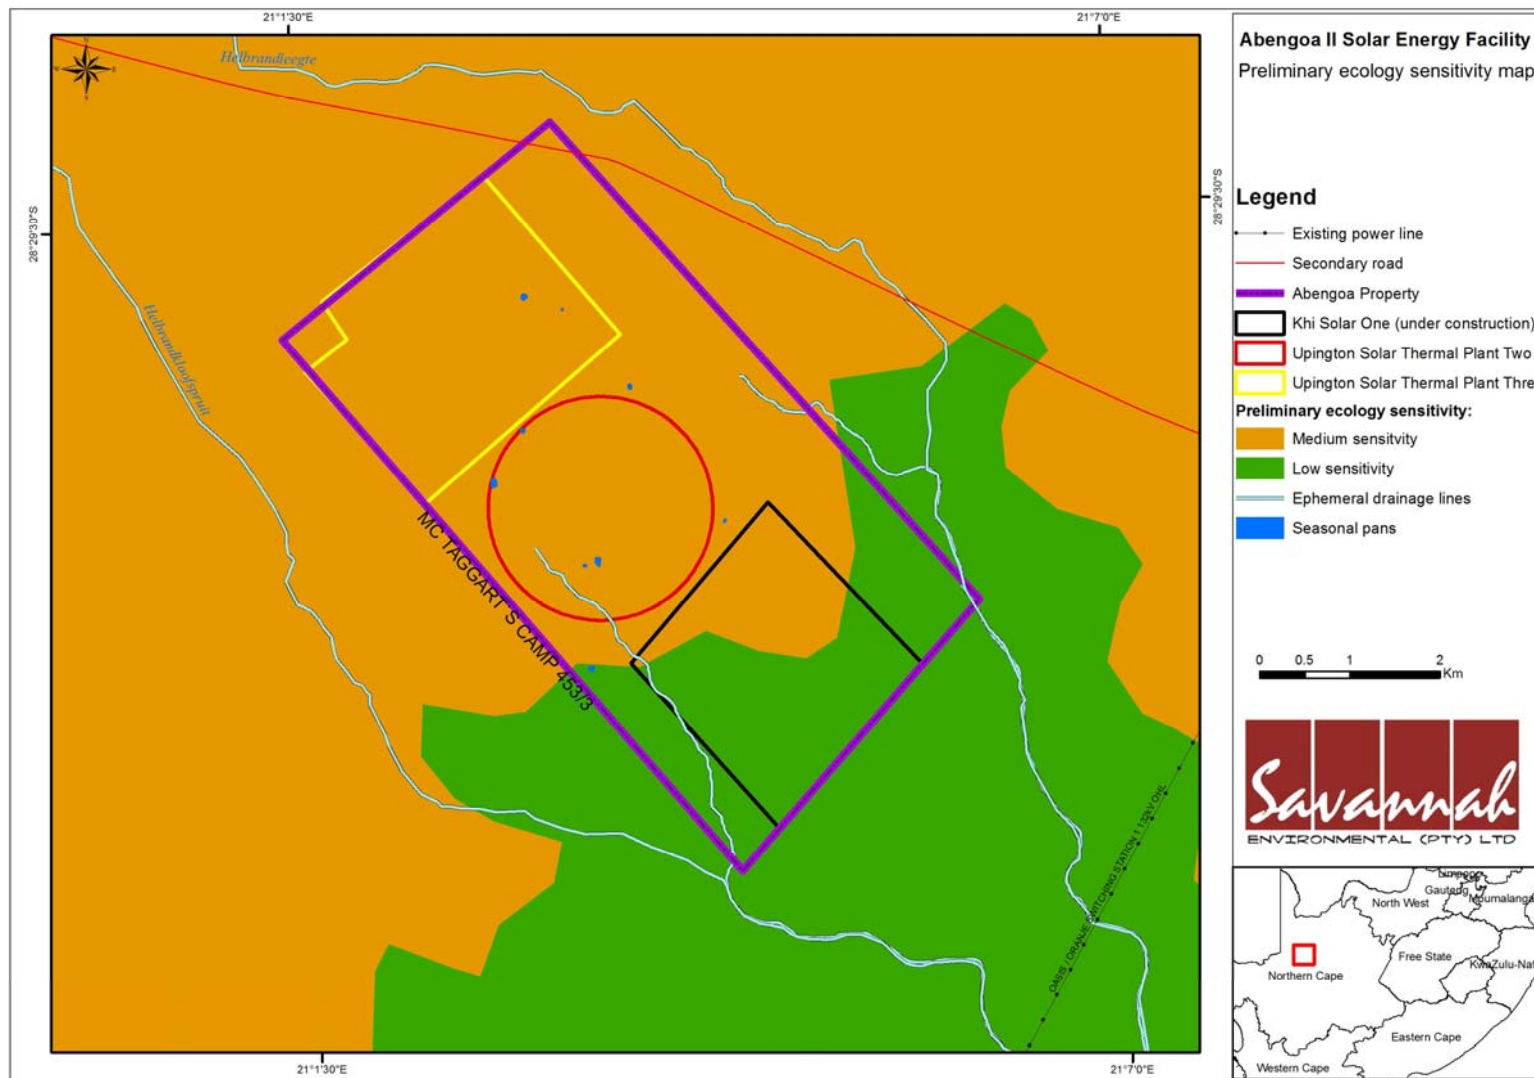 21°1'30"E
21°7'0"E
Abengoa II Solar Energy Facility
Preliminary ecology sensitivity map
N
W
E
S
Helbrandleegte
28°29'30"S
28°29'30"S
Legend
Existing power line
Secondary road
Abengoa Property
Khi Solar One (under construction)
Upington Solar Thermal Plant Two
Upington Solar Thermal Plant Thre
Preliminary ecology sensitivity:
Medium sensitvity
Low sensitivity
Ephemeral drainage lines
Seasonal pans
Helbrandkloofspruit
MC TAGGART'S CAMP 453/3
0 0.5 1 2
Km
Savannah
ENVIRONMENTAL (PTY) LTD
OASIS / ORANJE SWITCHING STATION 1 132kV OHL
Limpopo
Gauteng
Mpumalanga
North West
Free State
KwaZulu-Nat
Northern Cape
Eastern Cape
Western Cape
21°1'30"E
21°7'0"E